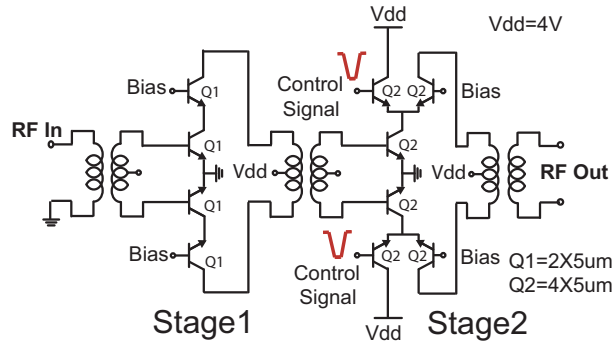 Vdd
Vdd=4V
Bias
Q1
Control
Signal
Q2
Q2
Bias
RF In
Q1
Q2
Vdd
Vdd
RF Out
Q1
Q2
Bias
Q1
Control
Signal
Q2
Q2
Bias
Q1=2X5um
Q2=4X5um
Stage1
Vdd
Stage2